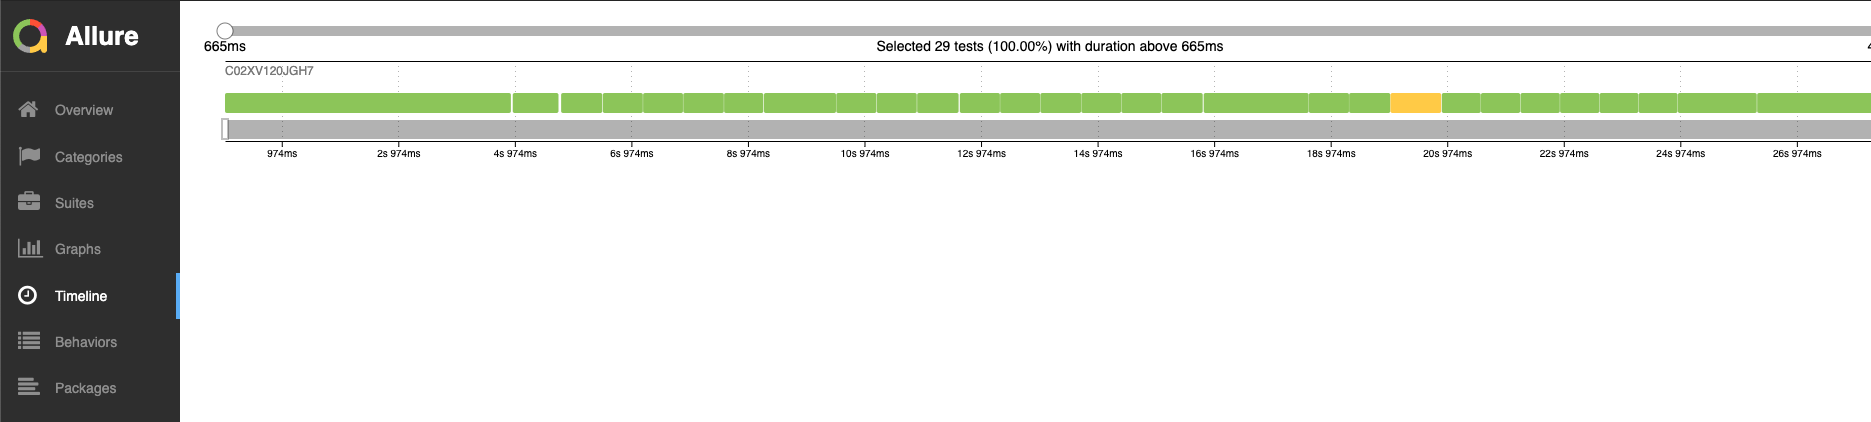 Allure
Overview
Categories
Suites
Graphs
Timeline
Behaviors
Packages
665ms
Selected 29 tests (100.00%) with duration above 665ms
C02XV120JGH7
974ms 2s 974ms 4s 974ms 6s 974ms 8s 974ms 10s 974ms 12s 974ms 14s 974ms 16s 974ms 18s 974ms 20s 974ms 22s 974ms 24s 974ms 26s 974ms